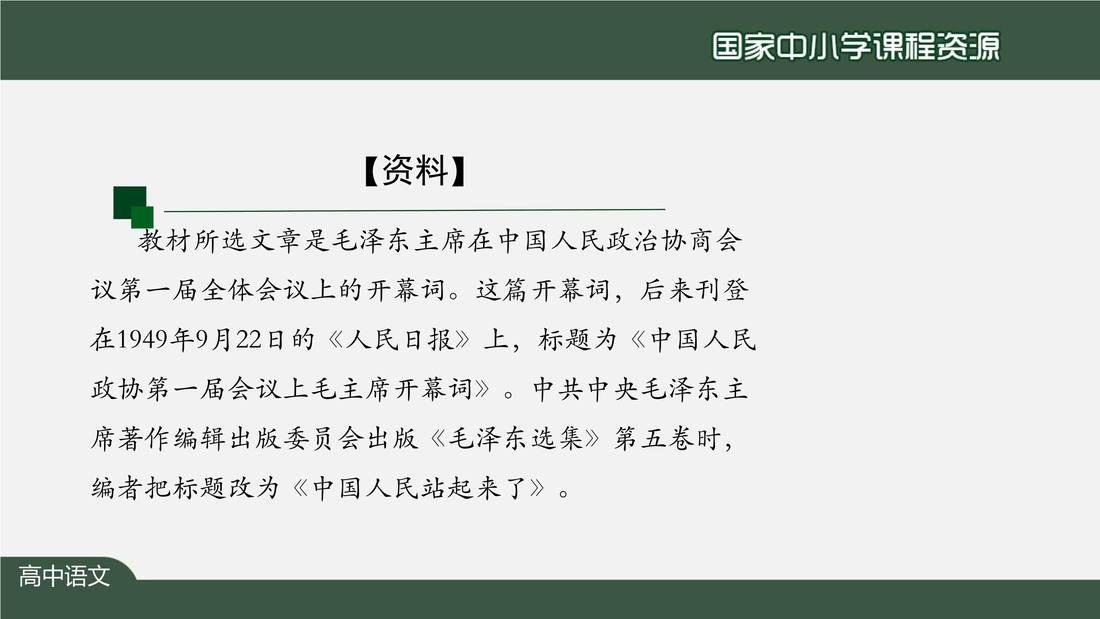 国家中小学课程资源
【资料】
教材所选文章是毛泽东主席在中国人民政治协商会
议第一届全体会议上的开幕词。这篇开幕词，后来刊登
在1949年9月22日的《人民日报》上，标题为《中国人民
政协第一届会议上毛主席开幕词》。中共中央毛泽东主
席著作编辑出版委员会出版《毛泽东选集》第五卷时，
编者把标题改为《中国人民站起来了》。
高中语文